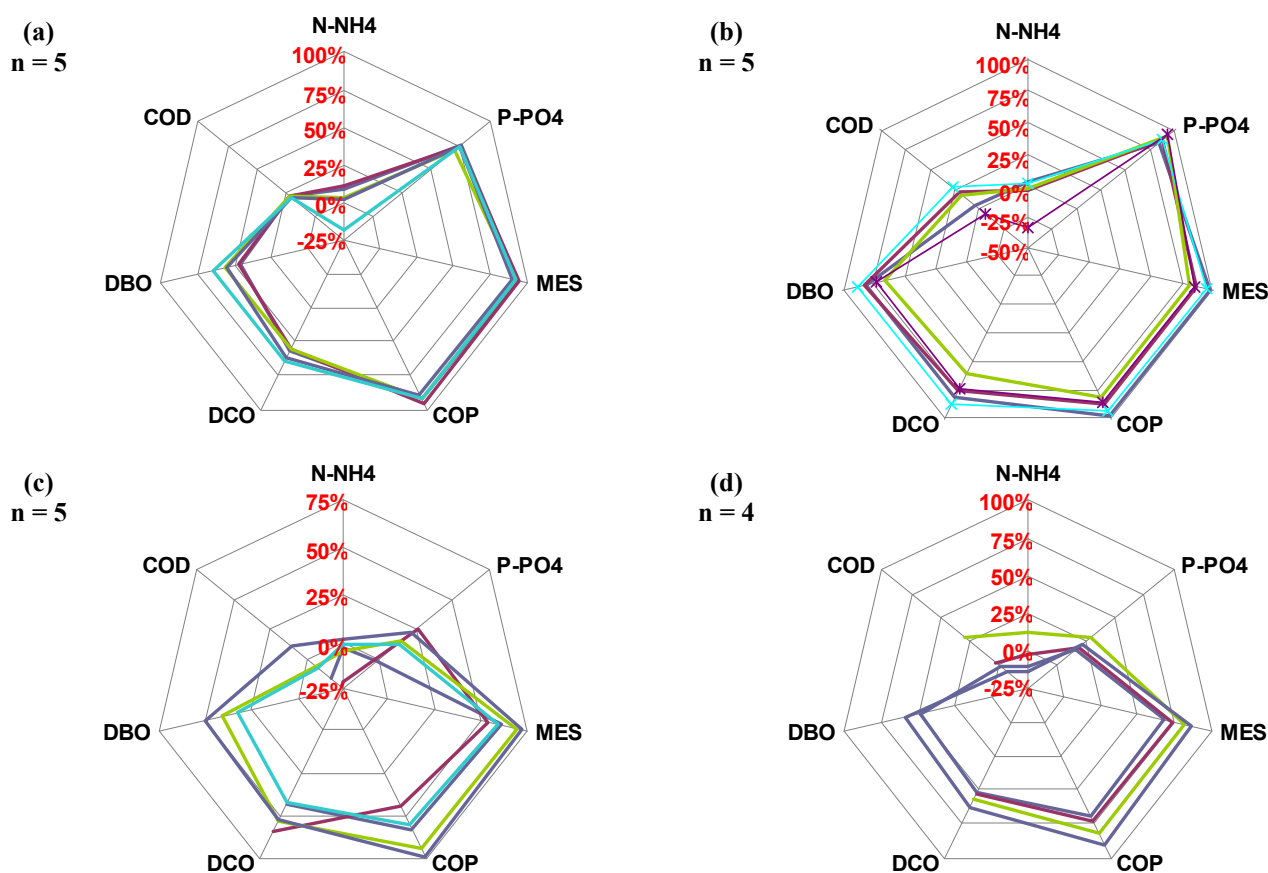 (a)
n = 5
N-NH4
100%
75%
50%
25%
0%
-25%
COD
P-PO4
DBO
MES
DCO
COP
(b)
n = 5
N-NH4
100%
75%
50%
25%
0%
-25%
-50%
COD
P-PO4
DBO
MES
DCO
COP
(c)
n = 5
N-NH4
75%
50%
25%
0%
-25%
COD
P-PO4
DBO
MES
DCO
COP
(d)
n = 4
N-NH4
100%
75%
50%
25%
0%
-25%
COD
P-PO4
DBO
MES
DCO
COP